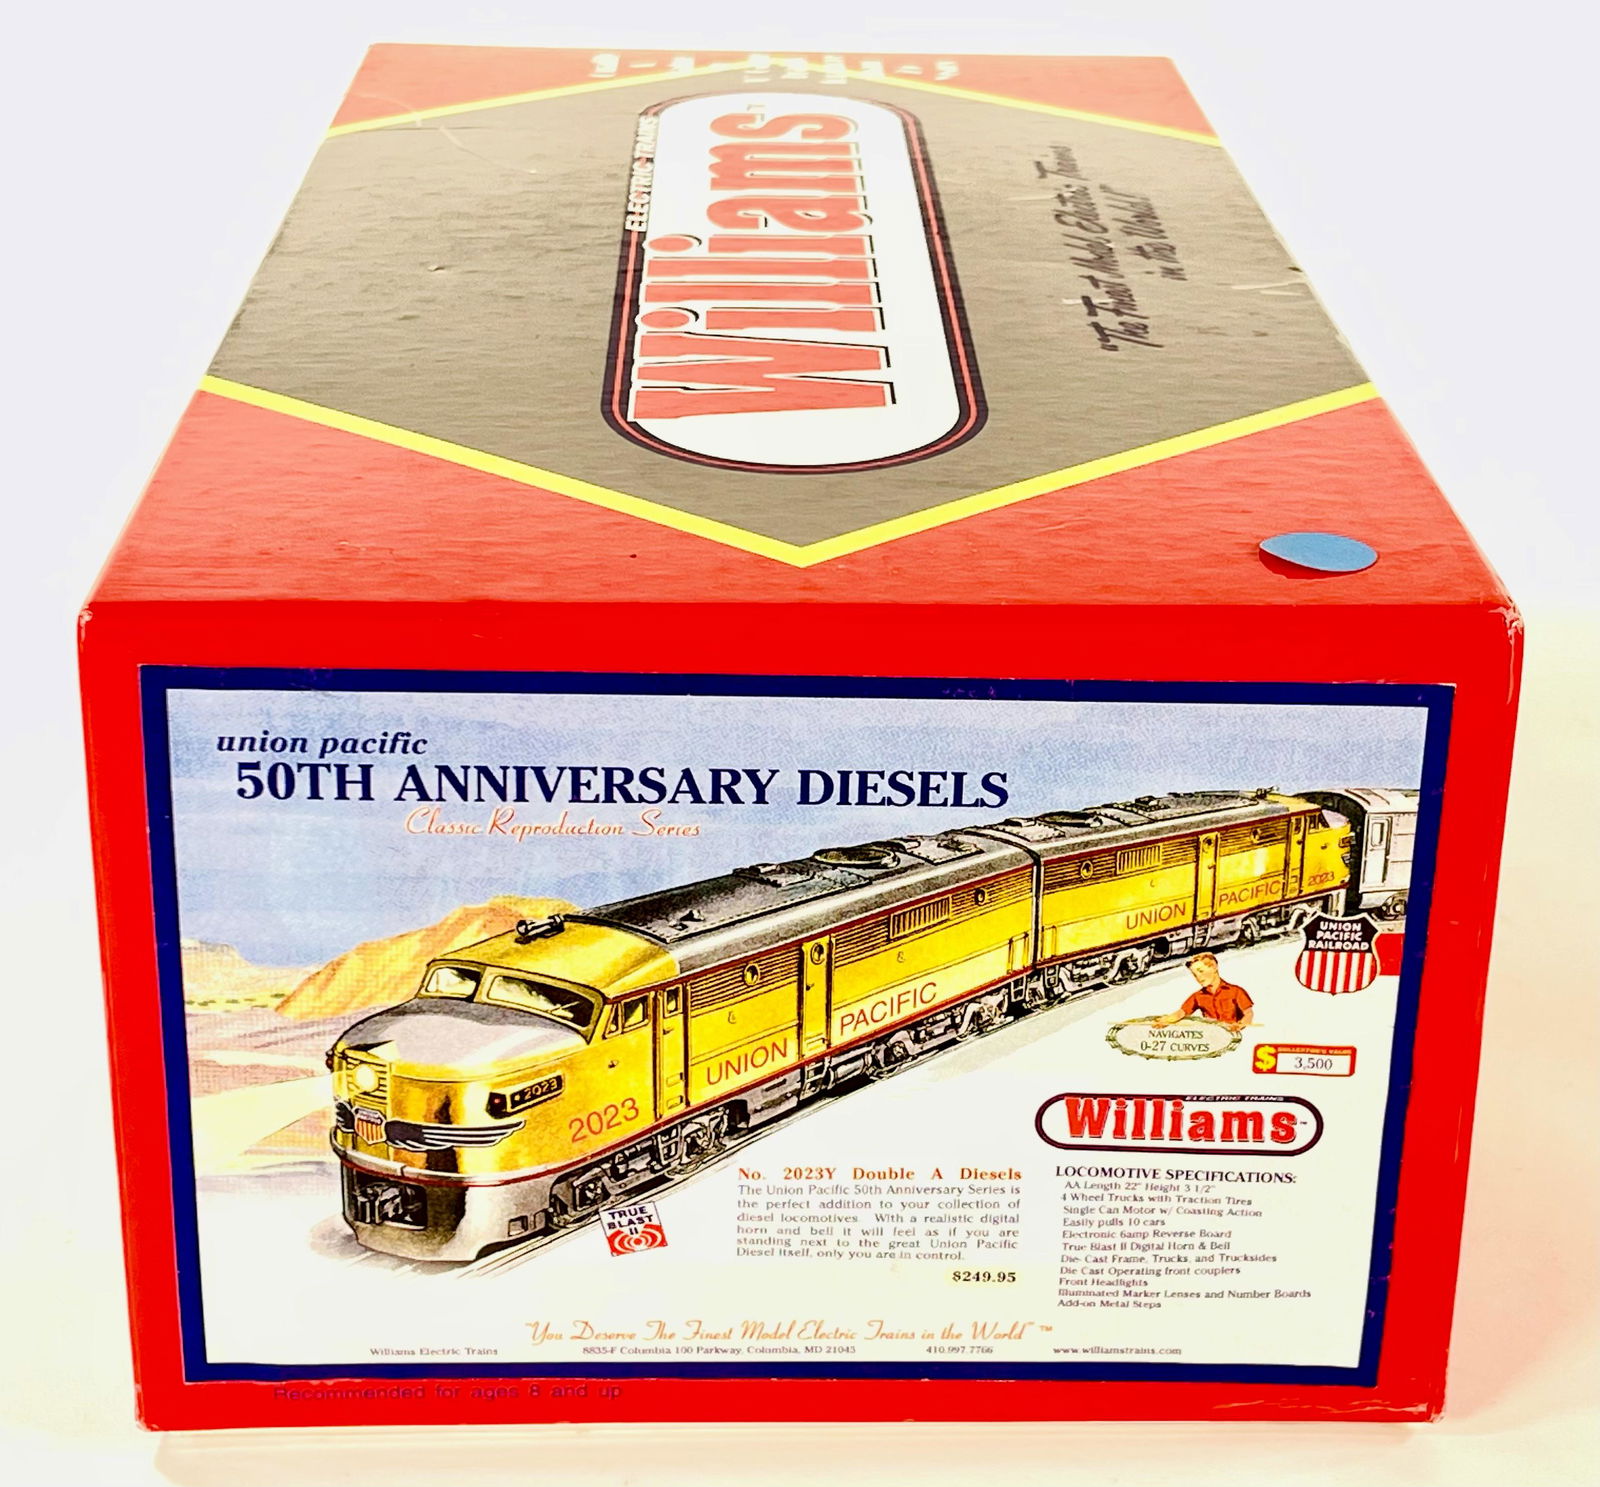 ELECTRIC TRAINS
Williams™
"The Finest Model Electric Trains
in the World"
union pacific
50TH ANNIVERSARY DIESELS
Classic Reproduction Series
UNION PACIFIC 2023
UNION PACIFIC
2023
2023
UNION
PACIFIC
RAILROAD
NAVIGATES
0-27 CURVES
$ COLLECTOR'S VALUE
3,500
ELECTRIC TRAINS
Williams™
TRUE
BLAST
II
No. 2023Y Double A Diesels
The Union Pacific 50th Anniversary Series is
the perfect addition to your collection of
diesel locomotives. With a realistic digital
horn and bell it will feel as if you are
standing next to the great Union Pacific
Diesel itself, only you are in control.
$249.95
LOCOMOTIVE SPECIFICATIONS:
AA Length 22" Height 3 1/2"
4 Wheel Trucks with Traction Tires
Single Can Motor w/ Coasting Action
Easily pulls 10 cars
Electronic 6amp Reverse Board
True Blast II Digital Horn & Bell
Die-Cast Frame, Trucks, and Trucksides
Die Cast Operating front couplers
Front Headlights
Illuminated Marker Lenses and Number Boards
Add-on Metal Steps
"You Deserve The Finest Model Electric Trains in the World" ™
Williams Electric Trains 8835-F Columbia 100 Parkway, Columbia, MD 21045 410.997.7766 www.williamstrains.com
Recommended for ages 8 and up